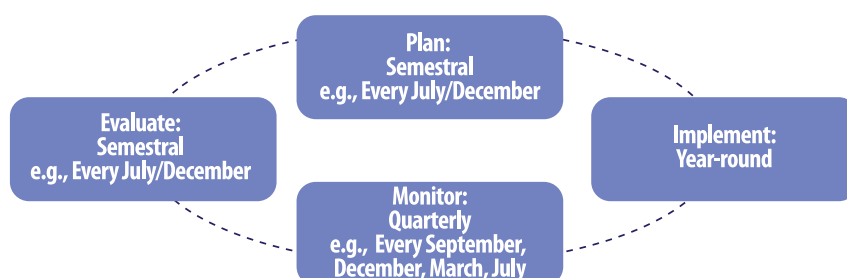 Plan:
Semestral
e.g., Every July/December
Evaluate:
Semestral
e.g., Every July/December
Implement:
Year-round
Monitor:
Quarterly
e.g., Every September,
December, March, July